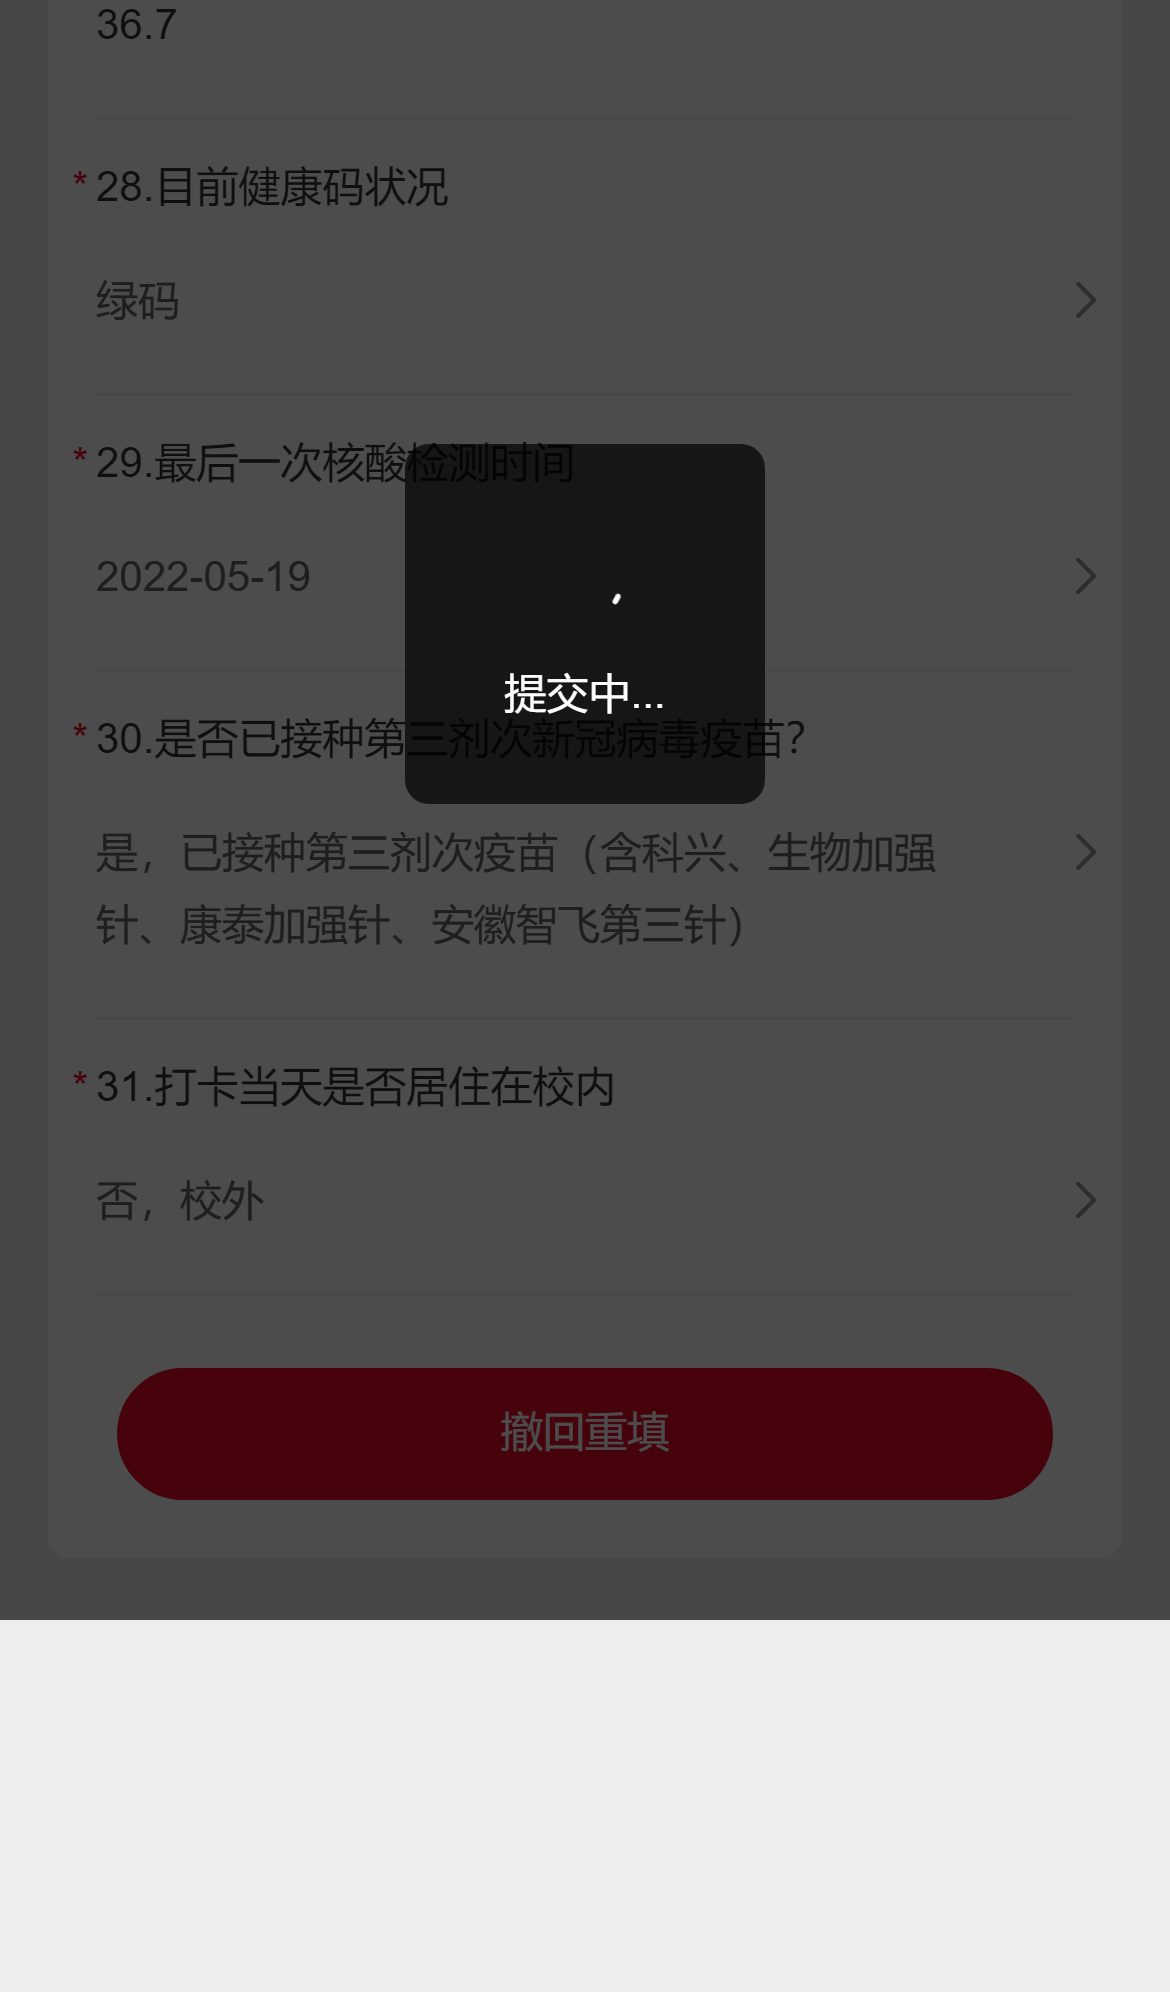 36.7
* 28.目前健康码状况
绿码
* 29.最后一次核酸检测时间
2022-05-19
提交中...
* 30.是否已接种第三剂次新冠病毒疫苗?
是，已接种第三剂次疫苗（含科兴、生物加强
针、康泰加强针、安徽智飞第三针）
* 31.打卡当天是否居住在校内
否，校外
撤回重填